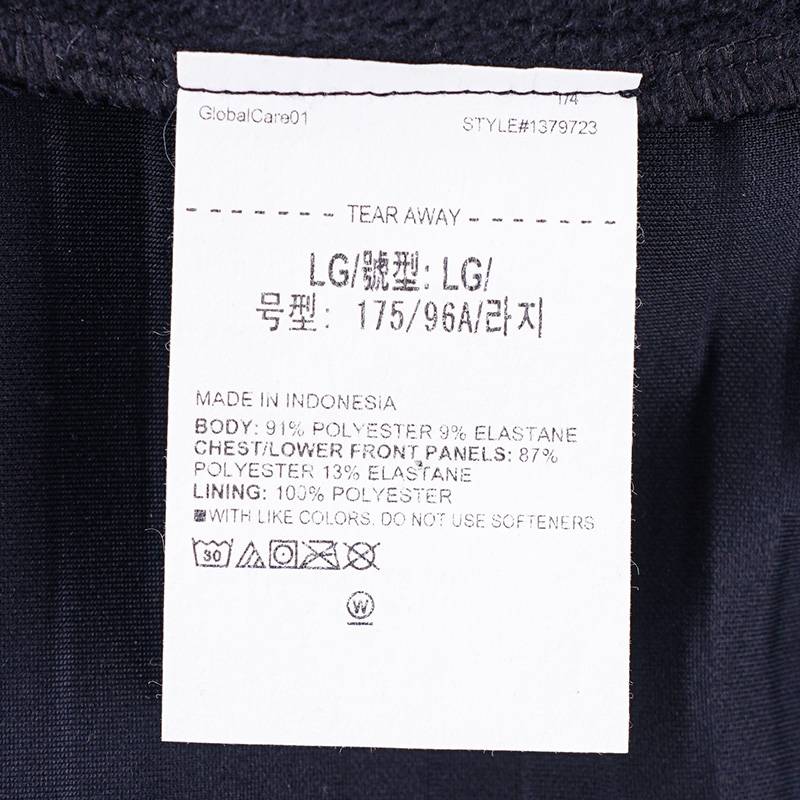 1/4
GlobalCare01 STYLE#1379723
TEAR AWAY
LG/號型: LG/
号型: 175/96A/라지
MADE IN INDONESIA
BODY: 91% POLYESTER 9% ELASTANE
CHEST/LOWER FRONT PANELS: 87%
POLYESTER 13% ELASTANE
LINING: 100% POLYESTER
WITH LIKE COLORS. DO NOT USE SOFTENERS
30
W